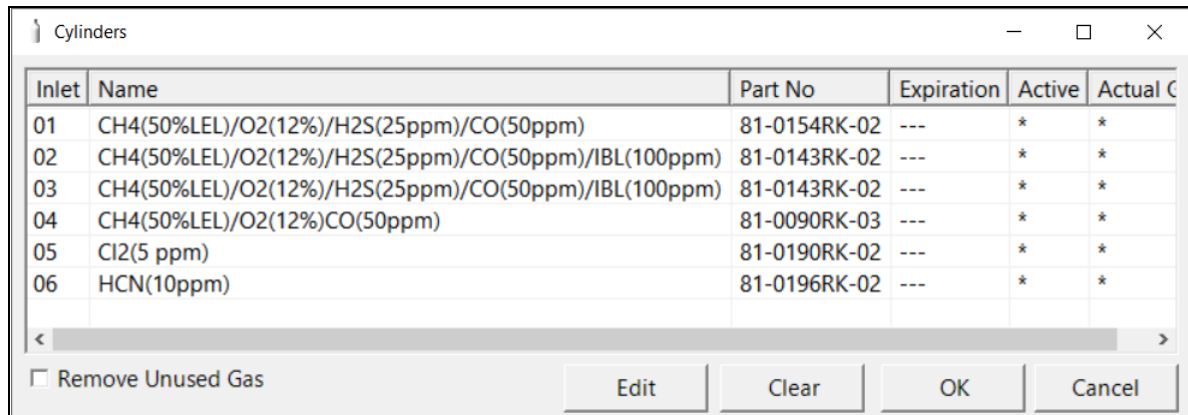 Cylinders
Inlet Name Part No Expiration Active Actual G
01 CH4(50%LEL)/O2(12%)/H2S(25ppm)/CO(50ppm) 81-0154RK-02 --- * *
02 CH4(50%LEL)/O2(12%)/H2S(25ppm)/CO(50ppm)/IBL(100ppm) 81-0143RK-02 --- * *
03 CH4(50%LEL)/O2(12%)/H2S(25ppm)/CO(50ppm)/IBL(100ppm) 81-0143RK-02 --- * *
04 CH4(50%LEL)/O2(12%)CO(50ppm) 81-0090RK-03 --- * *
05 Cl2(5 ppm) 81-0190RK-02 --- * *
06 HCN(10ppm) 81-0196RK-02 --- * *
Remove Unused Gas Edit Clear OK Cancel